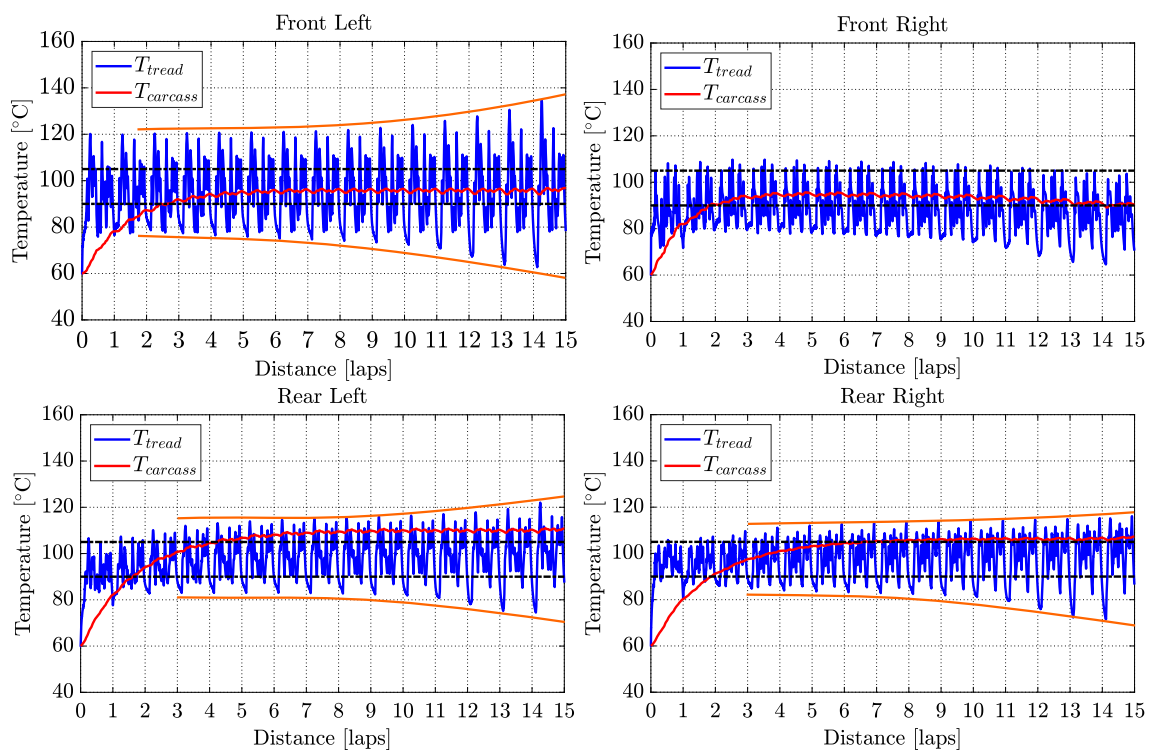 Front Left
Temperature [°C]
160
140
120
100
80
60
40
T_tread
T_carcass
0 1 2 3 4 5 6 7 8 9 10 11 12 13 14 15
Distance [laps]
Front Right
Temperature [°C]
160
140
120
100
80
60
40
T_tread
T_carcass
0 1 2 3 4 5 6 7 8 9 10 11 12 13 14 15
Distance [laps]
Rear Left
Temperature [°C]
160
140
120
100
80
60
40
T_tread
T_carcass
0 1 2 3 4 5 6 7 8 9 10 11 12 13 14 15
Distance [laps]
Rear Right
Temperature [°C]
160
140
120
100
80
60
40
T_tread
T_carcass
0 1 2 3 4 5 6 7 8 9 10 11 12 13 14 15
Distance [laps]